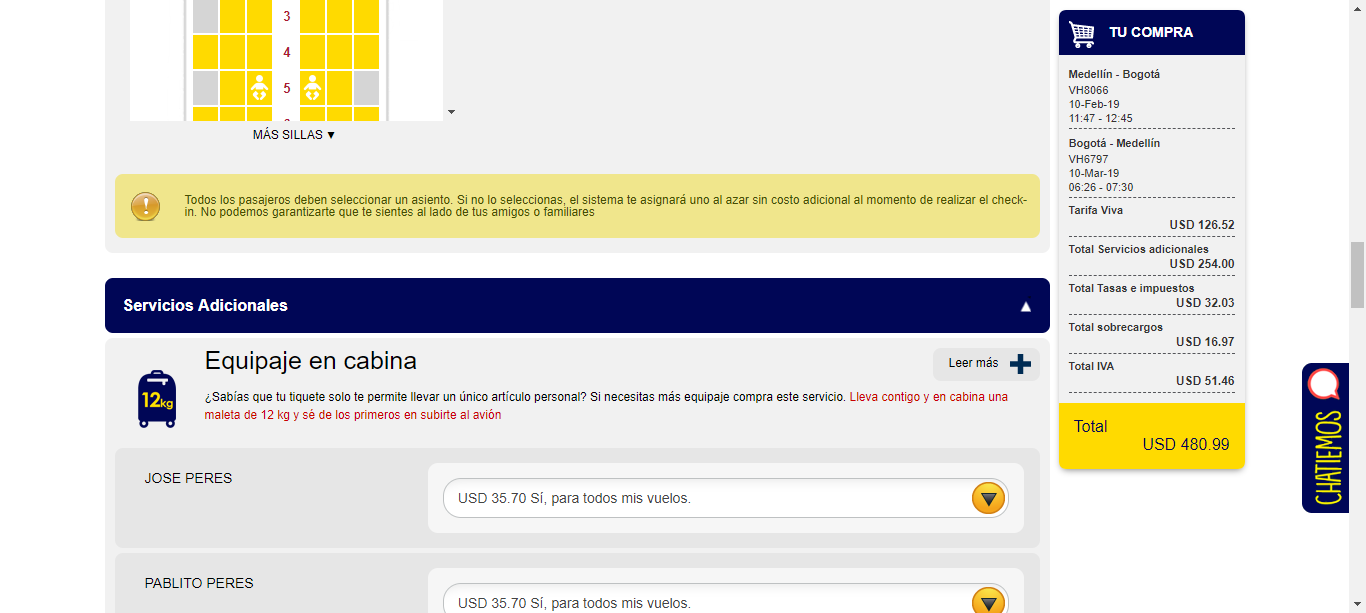 3
4
5
MÁS SILLAS ▼
Todos los pasajeros deben seleccionar un asiento. Si no lo seleccionas, el sistema te asignará uno al azar sin costo adicional al momento de realizar el check-
in. No podemos garantizarte que te sientes al lado de tus amigos o familiares
Servicios Adicionales
12kg
Equipaje en cabina
Leer más
¿Sabías que tu tiquete solo te permite llevar un único artículo personal? Si necesitas más equipaje compra este servicio. Lleva contigo y en cabina una
maleta de 12 kg y sé de los primeros en subirte al avión
JOSE PERES
USD 35.70 Sí, para todos mis vuelos.
PABLITO PERES
USD 35.70 Sí, para todos mis vuelos.
TU COMPRA
Medellín - Bogotá
VH8066
10-Feb-19
11:47 - 12:45
Bogotá - Medellín
VH6797
10-Mar-19
06:26 - 07:30
Tarifa Viva
USD 126.52
Total Servicios adicionales
USD 254.00
Total Tasas e impuestos
USD 32.03
Total sobrecargos
USD 16.97
Total IVA
USD 51.46
Total
USD 480.99
CHATIEMOS